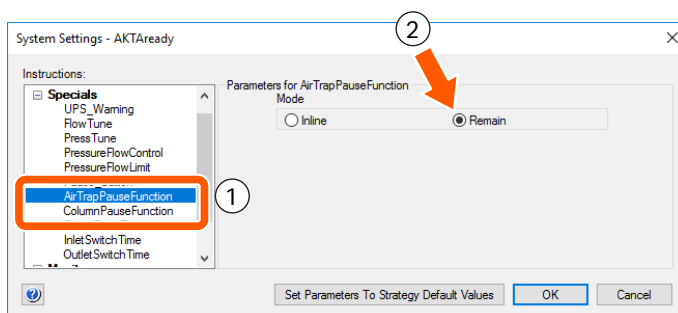 2
System Settings - AKTAready
Instructions:
Specials
UPS_Warning
FlowTune
PressTune
PressureFlowControl
PressureFlowLimit
AirTrapPauseFunction
ColumnPauseFunction
InletSwitchTime
OutletSwitchTime
1
Parameters for AirTrapPauseFunction
Mode
Inline Remain
Set Parameters To Strategy Default Values OK Cancel